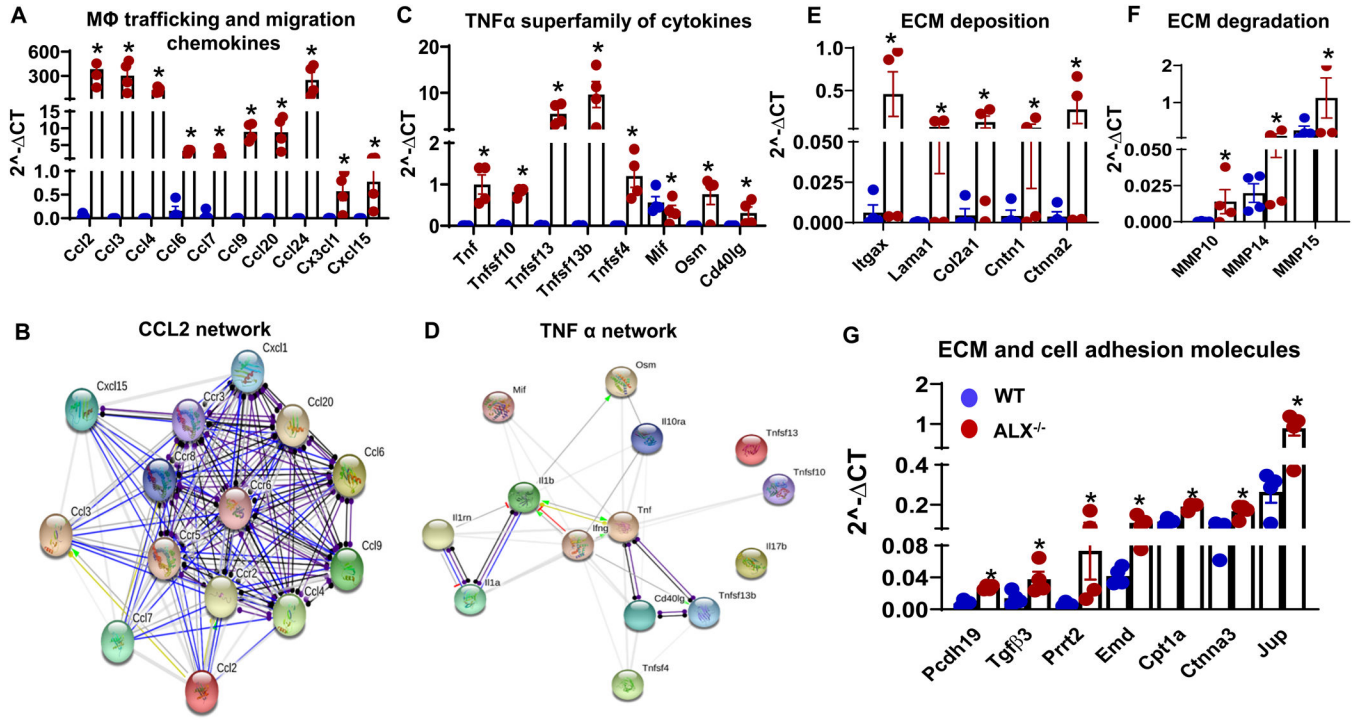 A
MΦ trafficking and migration
chemokines
2^-ΔCT
600
300
15
10
5
1.0
0.5
0.0
* * * * * * * * * *
Ccl2 Ccl3 Ccl4 Ccl6 Ccl7 Ccl9 Ccl20 Ccl24 Cx3cl1 Cxcl15
C
TNFα superfamily of cytokines
2^-ΔCT
20
10
2
1
0
* * * * * * * *
Tnf Tnfsf10 Tnfsf13 Tnfsf13b Tnfsf4 Mif Osm Cd40lg
E
ECM deposition
2^-ΔCT
1.0
0.5
0.050
0.025
0.000
* * * * *
Itgax Lama1 Col2a1 Cntn1 Ctnna2
F
ECM degradation
2^-ΔCT
2
1
0.050
0.025
0.000
* * *
MMP10 MMP14 MMP15
B
CCL2 network
Cxcl1
Cxcl15
Ccr3
Ccl20
Ccr8
Ccl6
Ccr6
Ccl3
Ccr5
Ccl9
Ccr2
Ccl4
Ccl7
Ccl2
D
TNF α network
Osm
Mif
Il10ra
Tnfsf13
Tnfsf10
Il1b
Tnf
Il1rn
Ifng
Il17b
Il1a
Cd40lg
Tnfsf13b
Tnfsf4
G
ECM and cell adhesion molecules
WT
ALX-/-
2^-ΔCT
2
1
0.4
0.2
0.08
0.04
0.00
* * * * * * *
Pcdh19 Tgfβ3 Prrt2 Emd Cpt1a Ctnna3 Jup